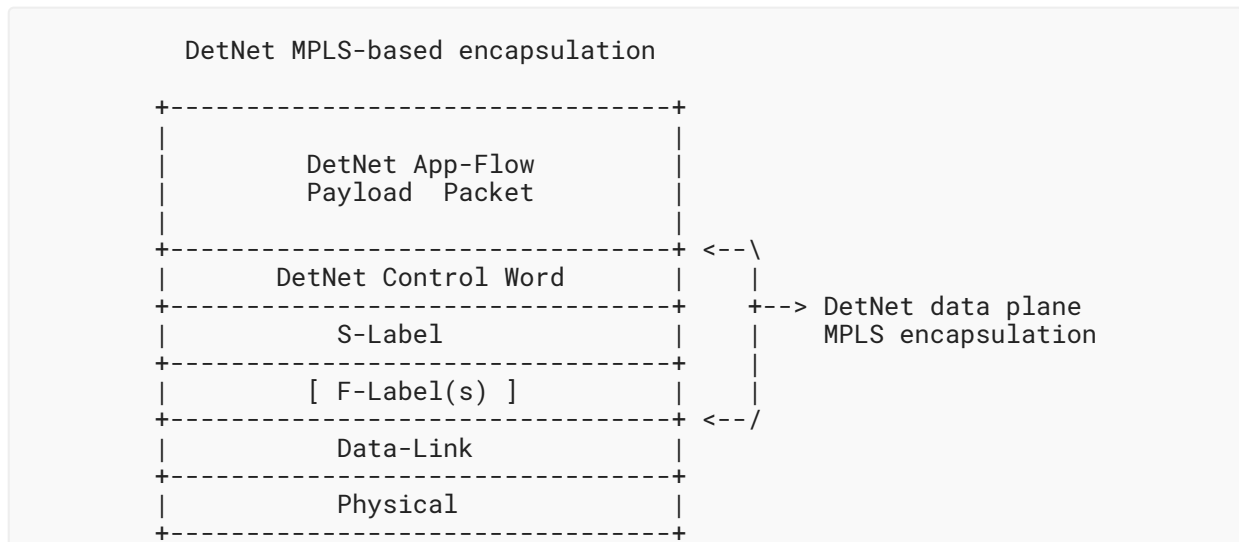 DetNet MPLS-based encapsulation
DetNet App-Flow
Payload Packet
DetNet Control Word
S-Label
[ F-Label(s) ]
Data-Link
Physical
DetNet data plane
MPLS encapsulation